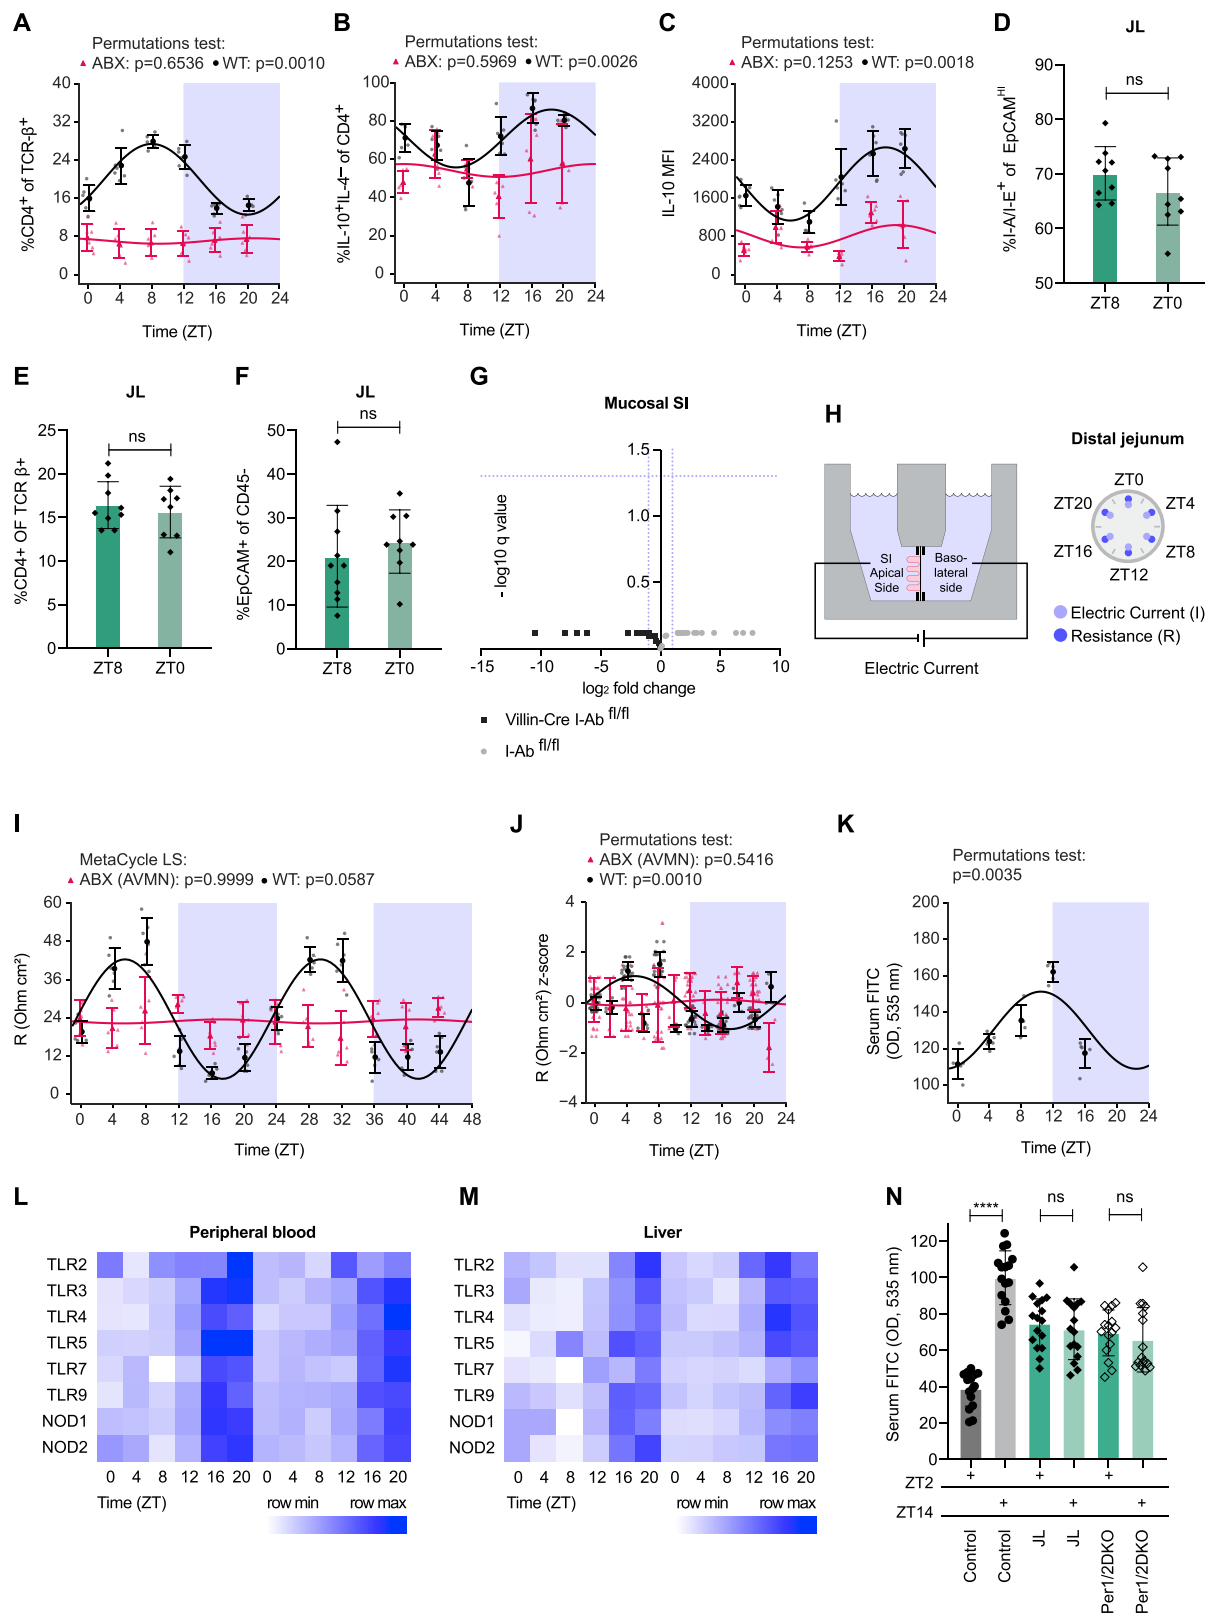 A
Permutations test:
ABX: p=0.6536 WT: p=0.0010
%CD4⁺ of TCR-β⁺
40
32
24
16
8
0
0 4 8 12 16 20 24
Time (ZT)
B
Permutations test:
ABX: p=0.5969 WT: p=0.0026
%IL-10⁺IL-4⁻ of CD4⁺
100
80
60
40
20
0
0 4 8 12 16 20 24
Time (ZT)
C
Permutations test:
ABX: p=0.1253 WT: p=0.0018
IL-10 MFI
4000
3200
2400
1600
800
0
0 4 8 12 16 20 24
Time (ZT)
D
JL
ns
%I-A/I-E⁺ of EpCAMᴴᴵ
90
80
70
60
50
ZT8 ZT0
E
JL
ns
%CD4+ OF TCR β+
25
20
15
10
5
0
ZT8 ZT0
F
JL
ns
%EpCAM+ of CD45-
50
40
30
20
10
0
ZT8 ZT0
G
Mucosal SI
-log10 q value
1.5
1.0
0.5
-15 -10 -5 0 5 10
log₂ fold change
Villin-Cre I-Ab fl/fl
I-Ab fl/fl
H
SI
Apical
Side
Baso-
lateral
side
Electric Current
Distal jejunum
ZT0
ZT20 ZT4
ZT16 ZT8
ZT12
Electric Current (I)
Resistance (R)
I
MetaCycle LS:
ABX (AVMN): p=0.9999 WT: p=0.0587
R (Ohm cm²)
60
48
36
24
12
0
0 4 8 12 16 20 24 28 32 36 40 44 48
Time (ZT)
J
Permutations test:
ABX (AVMN): p=0.5416
WT: p=0.0010
R (Ohm cm²) z-score
4
2
0
−2
−4
0 4 8 12 16 20 24
Time (ZT)
K
Permutations test:
p=0.0035
Serum FITC
(OD, 535 nm)
200
180
160
140
120
100
0 4 8 12 16 20 24
Time (ZT)
L
Peripheral blood
TLR2
TLR3
TLR4
TLR5
TLR7
TLR9
NOD1
NOD2
0 4 8 12 16 20 0 4 8 12 16 20
Time (ZT)
row min row max
M
Liver
TLR2
TLR3
TLR4
TLR5
TLR7
TLR9
NOD1
NOD2
0 4 8 12 16 20 0 4 8 12 16 20
Time (ZT)
row min row max
N
**** ns ns
Serum FITC (OD, 535 nm)
120
100
80
60
40
20
0
ZT2 + + +
ZT14 + + +
Control
Control
JL
JL
Per1/2DKO
Per1/2DKO